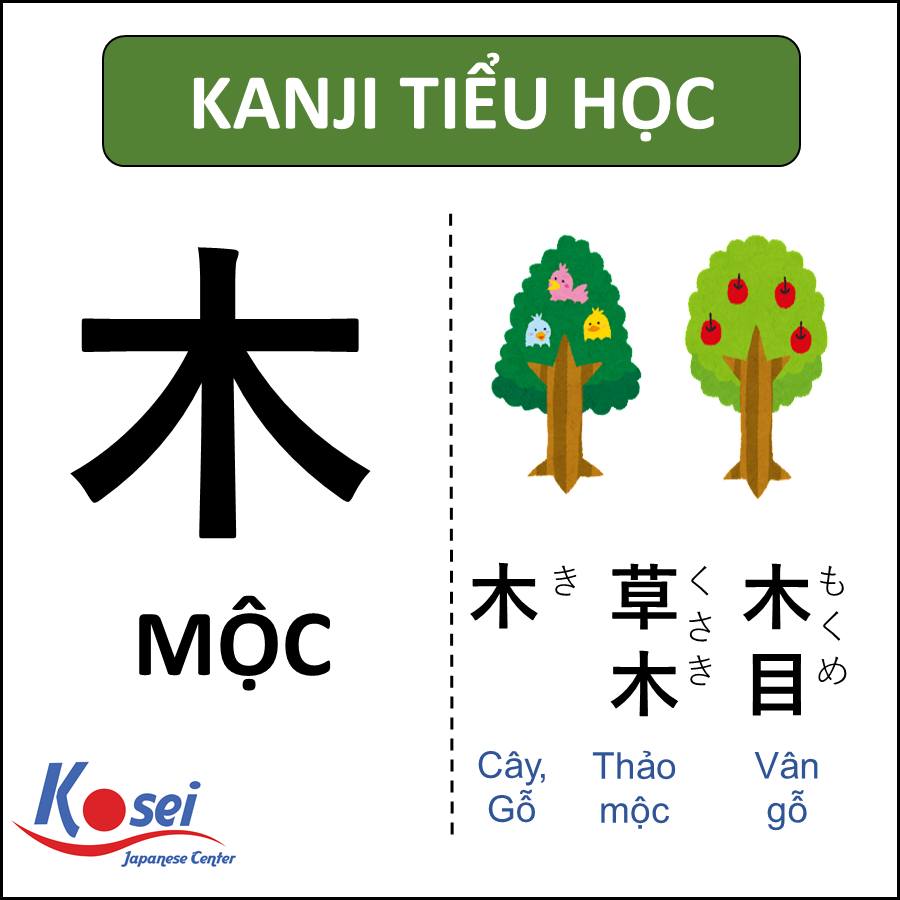 KANJI TIỂU HỌC
木
MỘC
木 き
草木 くさき
木目 もくめ
Cây,
Gỗ
Thảo
mộc
Vân
gỗ
Kosei
Japanese Center